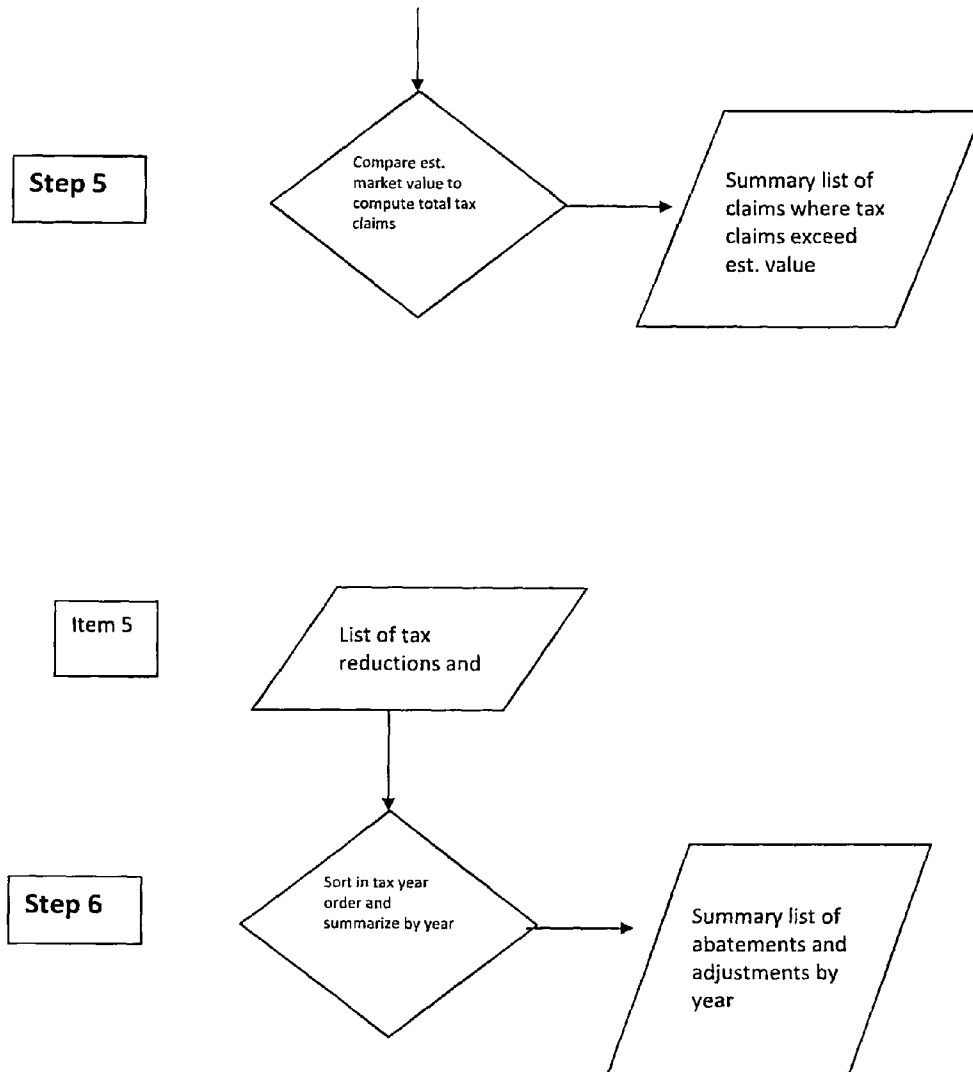 Step 5
Compare est.
market value to
compute total tax
claims
Summary list of
claims where tax
claims exceed
est. value
Item 5
List of tax
reductions and
Step 6
Sort in tax year
order and
summarize by year
Summary list of
abatements and
adjustments by
year